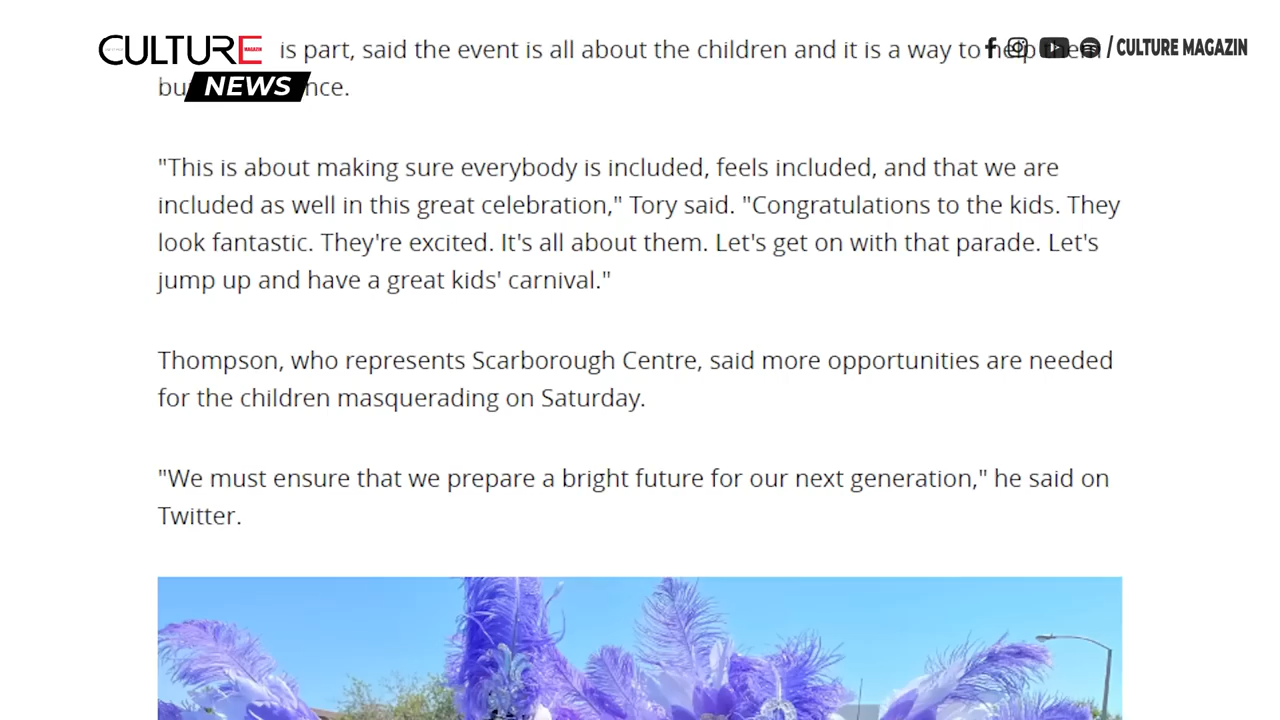 CULTURE MAGAZIN
is part, said the event is all about the children and it is a way to help them
/ CULTURE MAGAZIN
NEWS
nce.
"This is about making sure everybody is included, feels included, and that we are
included as well in this great celebration," Tory said. "Congratulations to the kids. They
look fantastic. They're excited. It's all about them. Let's get on with that parade. Let's
jump up and have a great kids' carnival."
Thompson, who represents Scarborough Centre, said more opportunities are needed
for the children masquerading on Saturday.
"We must ensure that we prepare a bright future for our next generation," he said on
Twitter.